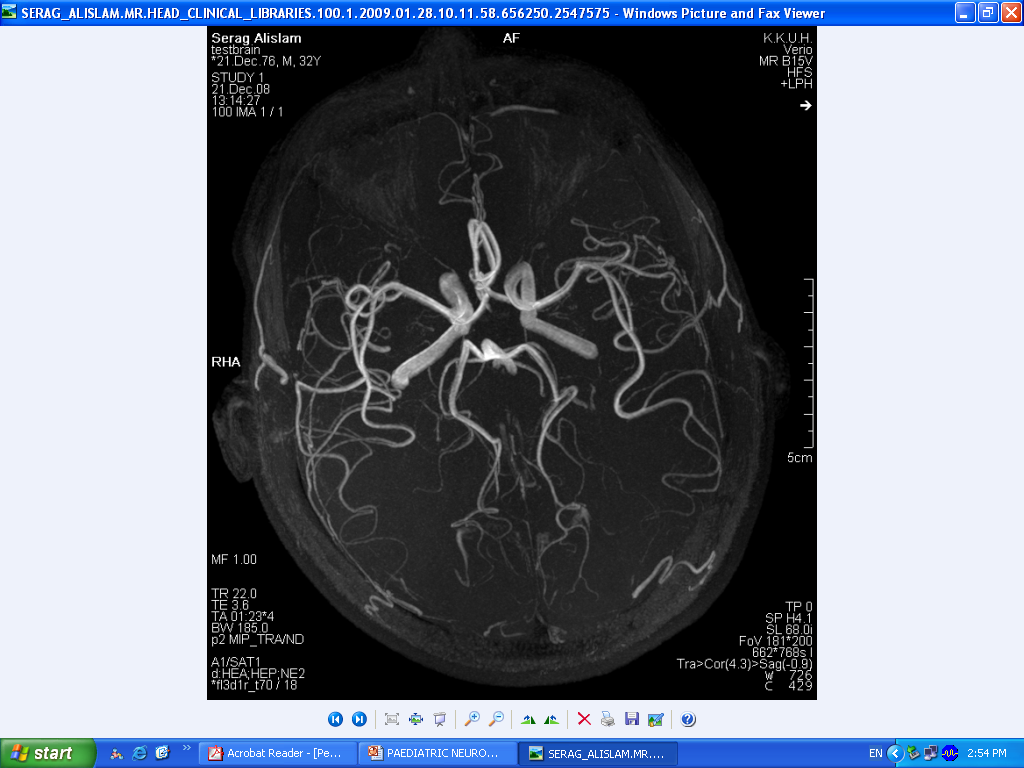 SERAG_ALISLAM.MR.HEAD_CLINICAL_LIBRARIES.100.1.2009.01.28.10.11.58.656250.2547575 - Windows Picture and Fax Viewer
Serag Alislam
testbrain
*21.Dec.76, M, 32Y
STUDY 1
21.Dec.08
13:14:27
100 IMA 1 / 1
AF
K.K.U.H.
Verio
MR B15V
HFS
+LPH
RHA
5cm
MF 1.00
TR 22.0
TE 3.6
TA 01:23*4
BW 185.0
p2 MIP_TRA/ND
A1/SAT1
d:HEA;HEP;NE2
*fl3d1r_t70 / 18
TP 0
SP H4.1
SL 68.0i
FoV 181*200
662*768s I
Tra>Cor(4.3)>Sag(-0.9)
W 726
C 429
start
Acrobat Reader - [Pe...
PAEDIATRIC NEURO...
SERAG_ALISLAM.MR....
EN
2:54 PM